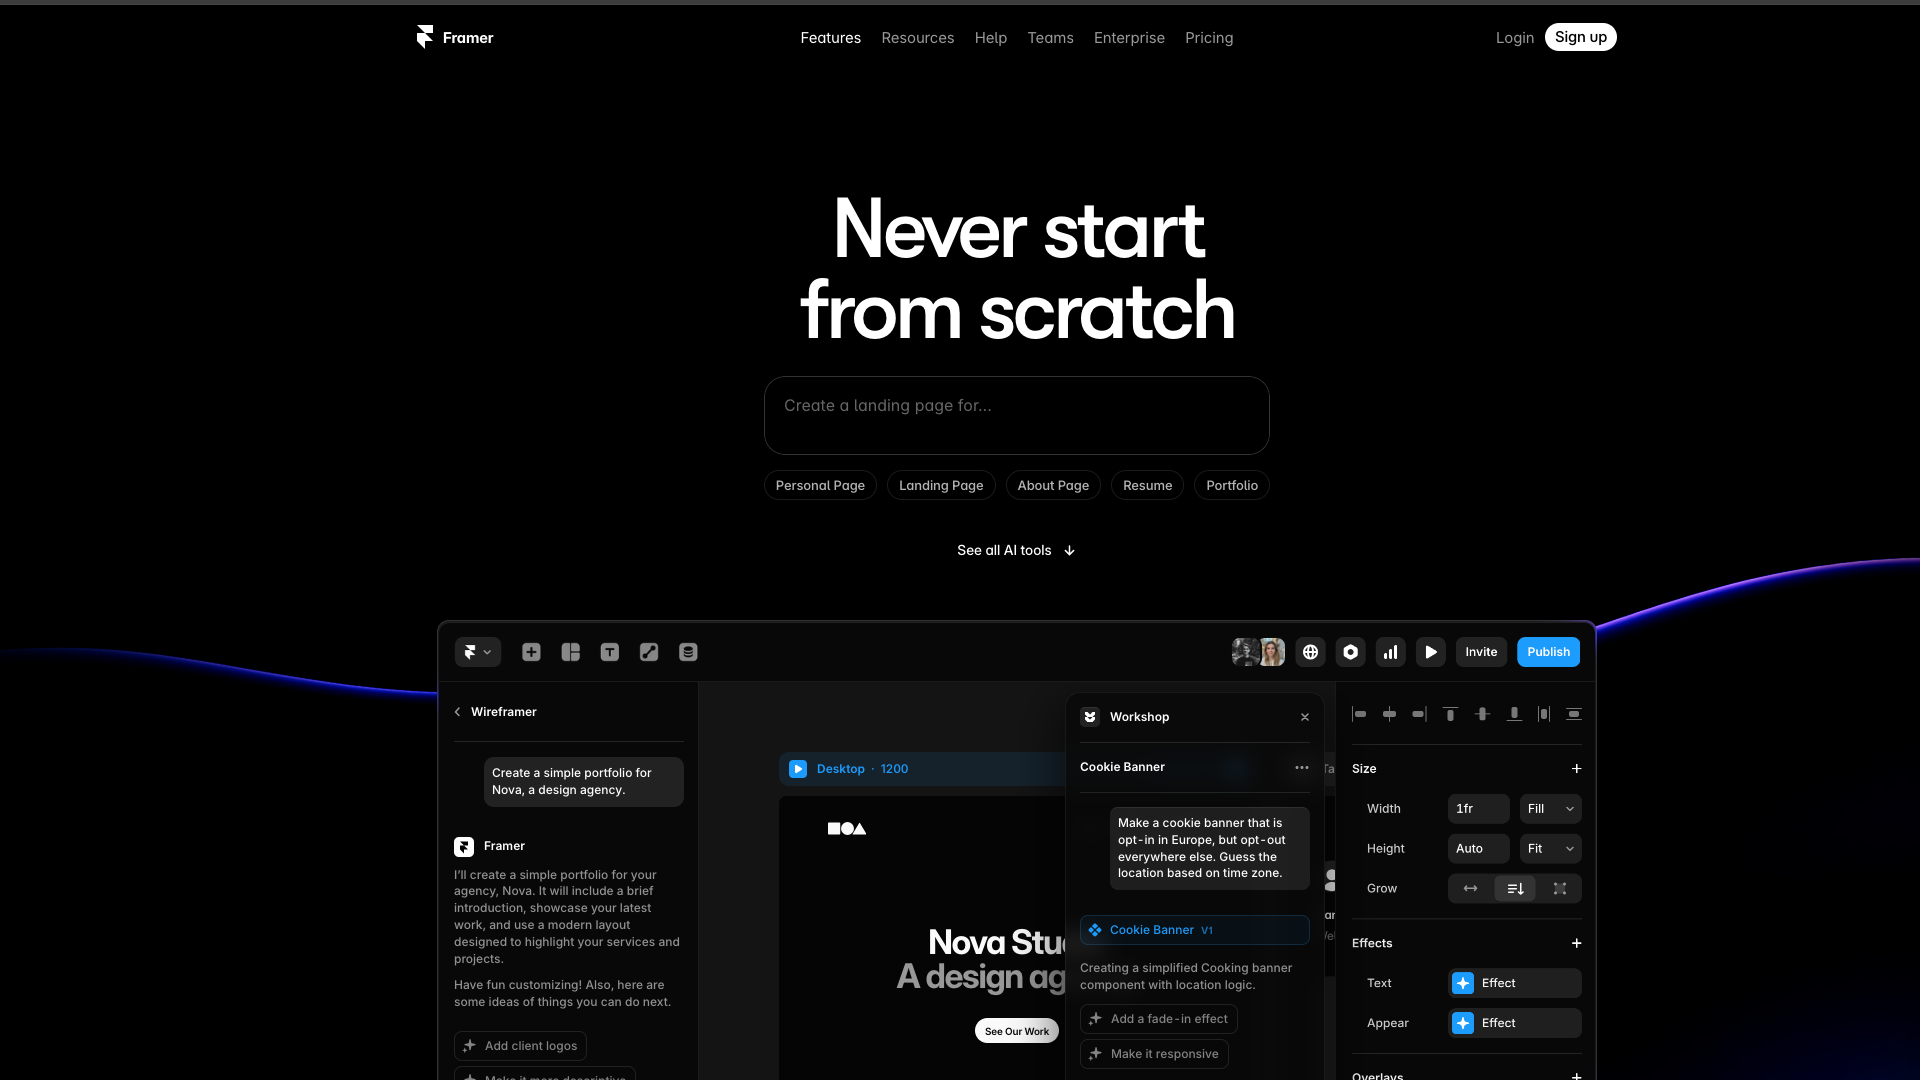 Framer
Features
Resources
Help
Teams
Enterprise
Pricing
Login
Sign up
Never start
from scratch
Create a landing page for...
Personal Page
Landing Page
About Page
Resume
Portfolio
See all AI tools
Invite
Publish
Wireframer
Create a simple portfolio for
Nova, a design agency.
Framer
I'll create a simple portfolio for your
agency, Nova. It will include a brief
introduction, showcase your latest
work, and use a modern layout
designed to highlight your services and
projects.
Have fun customizing! Also, here are
some ideas of things you can do next.
Add client logos
Make it more descriptive
Desktop · 1200
Nova Stu
A design ag
See Our Work
Workshop
Cookie Banner
Make a cookie banner that is
opt-in in Europe, but opt-out
everywhere else. Guess the
location based on time zone.
Cookie Banner V1
Creating a simplified Cooking banner
component with location logic.
Add a fade-in effect
Make it responsive
Size
Width
1fr
Fill
Height
Auto
Fit
Grow
Effects
Text
Effect
Appear
Effect
Overlays